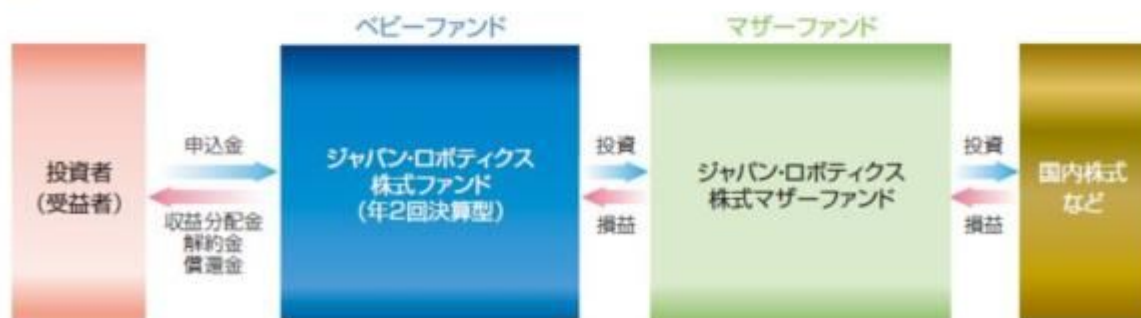 ベビーファンド
マザーファンド
投資者
(受益者)
申込金
収益分配金
解約金
償還金
ジャパン・ロボティクス
株式ファンド
(年2回決算型)
投資
損益
ジャパン・ロボティクス
株式マザーファンド
投資
損益
国内株式
など